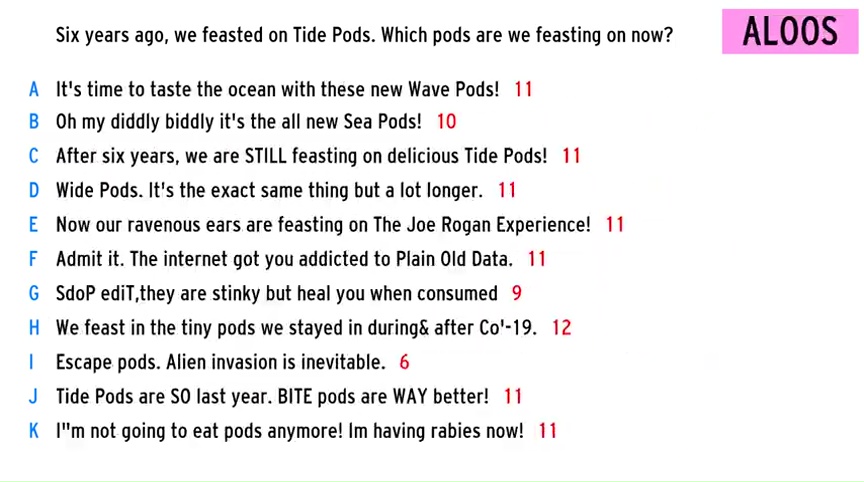 Six years ago, we feasted on Tide Pods. Which pods are we feasting on now?
ALOOS
A It's time to taste the ocean with these new Wave Pods! 11
B Oh my diddly biddly it's the all new Sea Pods! 10
C After six years, we are STILL feasting on delicious Tide Pods! 11
D Wide Pods. It's the exact same thing but a lot longer. 11
E Now our ravenous ears are feasting on The Joe Rogan Experience! 11
F Admit it. The internet got you addicted to Plain Old Data. 11
G SdoP ediT,they are stinky but heal you when consumed 9
H We feast in the tiny pods we stayed in during& after Co'-19. 12
I Escape pods. Alien invasion is inevitable. 6
J Tide Pods are SO last year. BITE pods are WAY better! 11
K I"m not going to eat pods anymore! Im having rabies now! 11